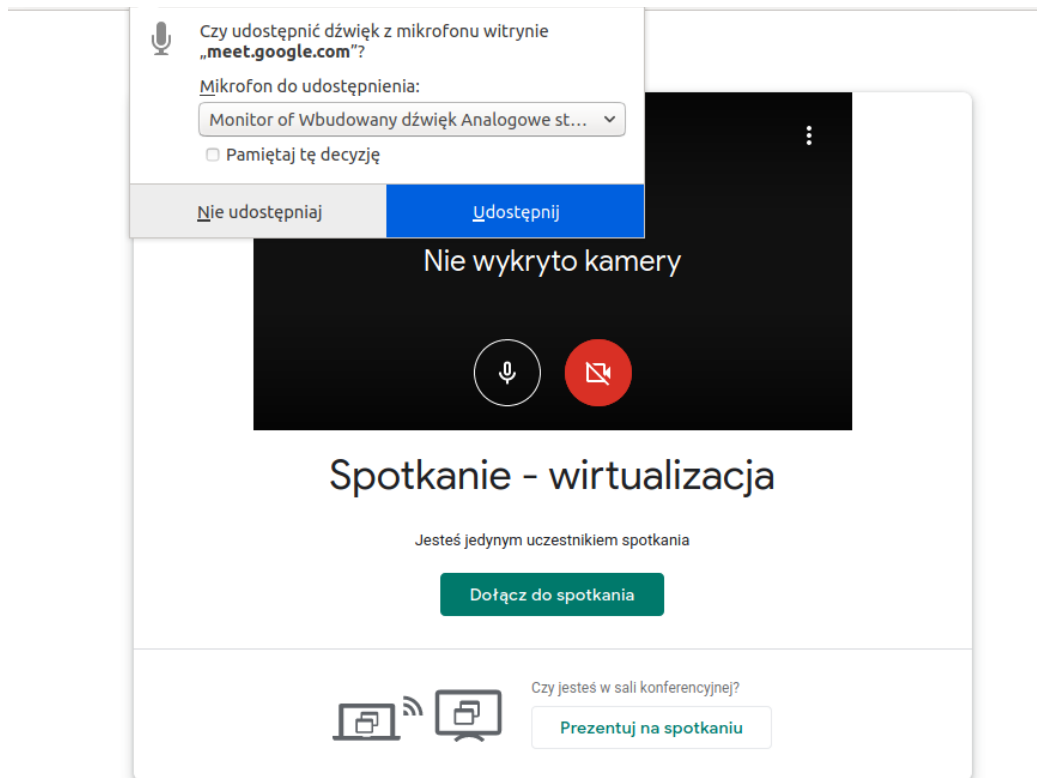 Czy udostępnić dźwięk z mikrofonu witrynie
„meet.google.com”?
Mikrofon do udostępnienia:
Monitor of Wbudowany dźwięk Analogowe st...
Pamiętaj tę decyzję
Nie udostępniaj
Udostępnij
Nie wykryto kamery
Spotkanie - wirtualizacja
Jesteś jedynym uczestnikiem spotkania
Dołącz do spotkania
Czy jesteś w sali konferencyjnej?
Prezentuj na spotkaniu